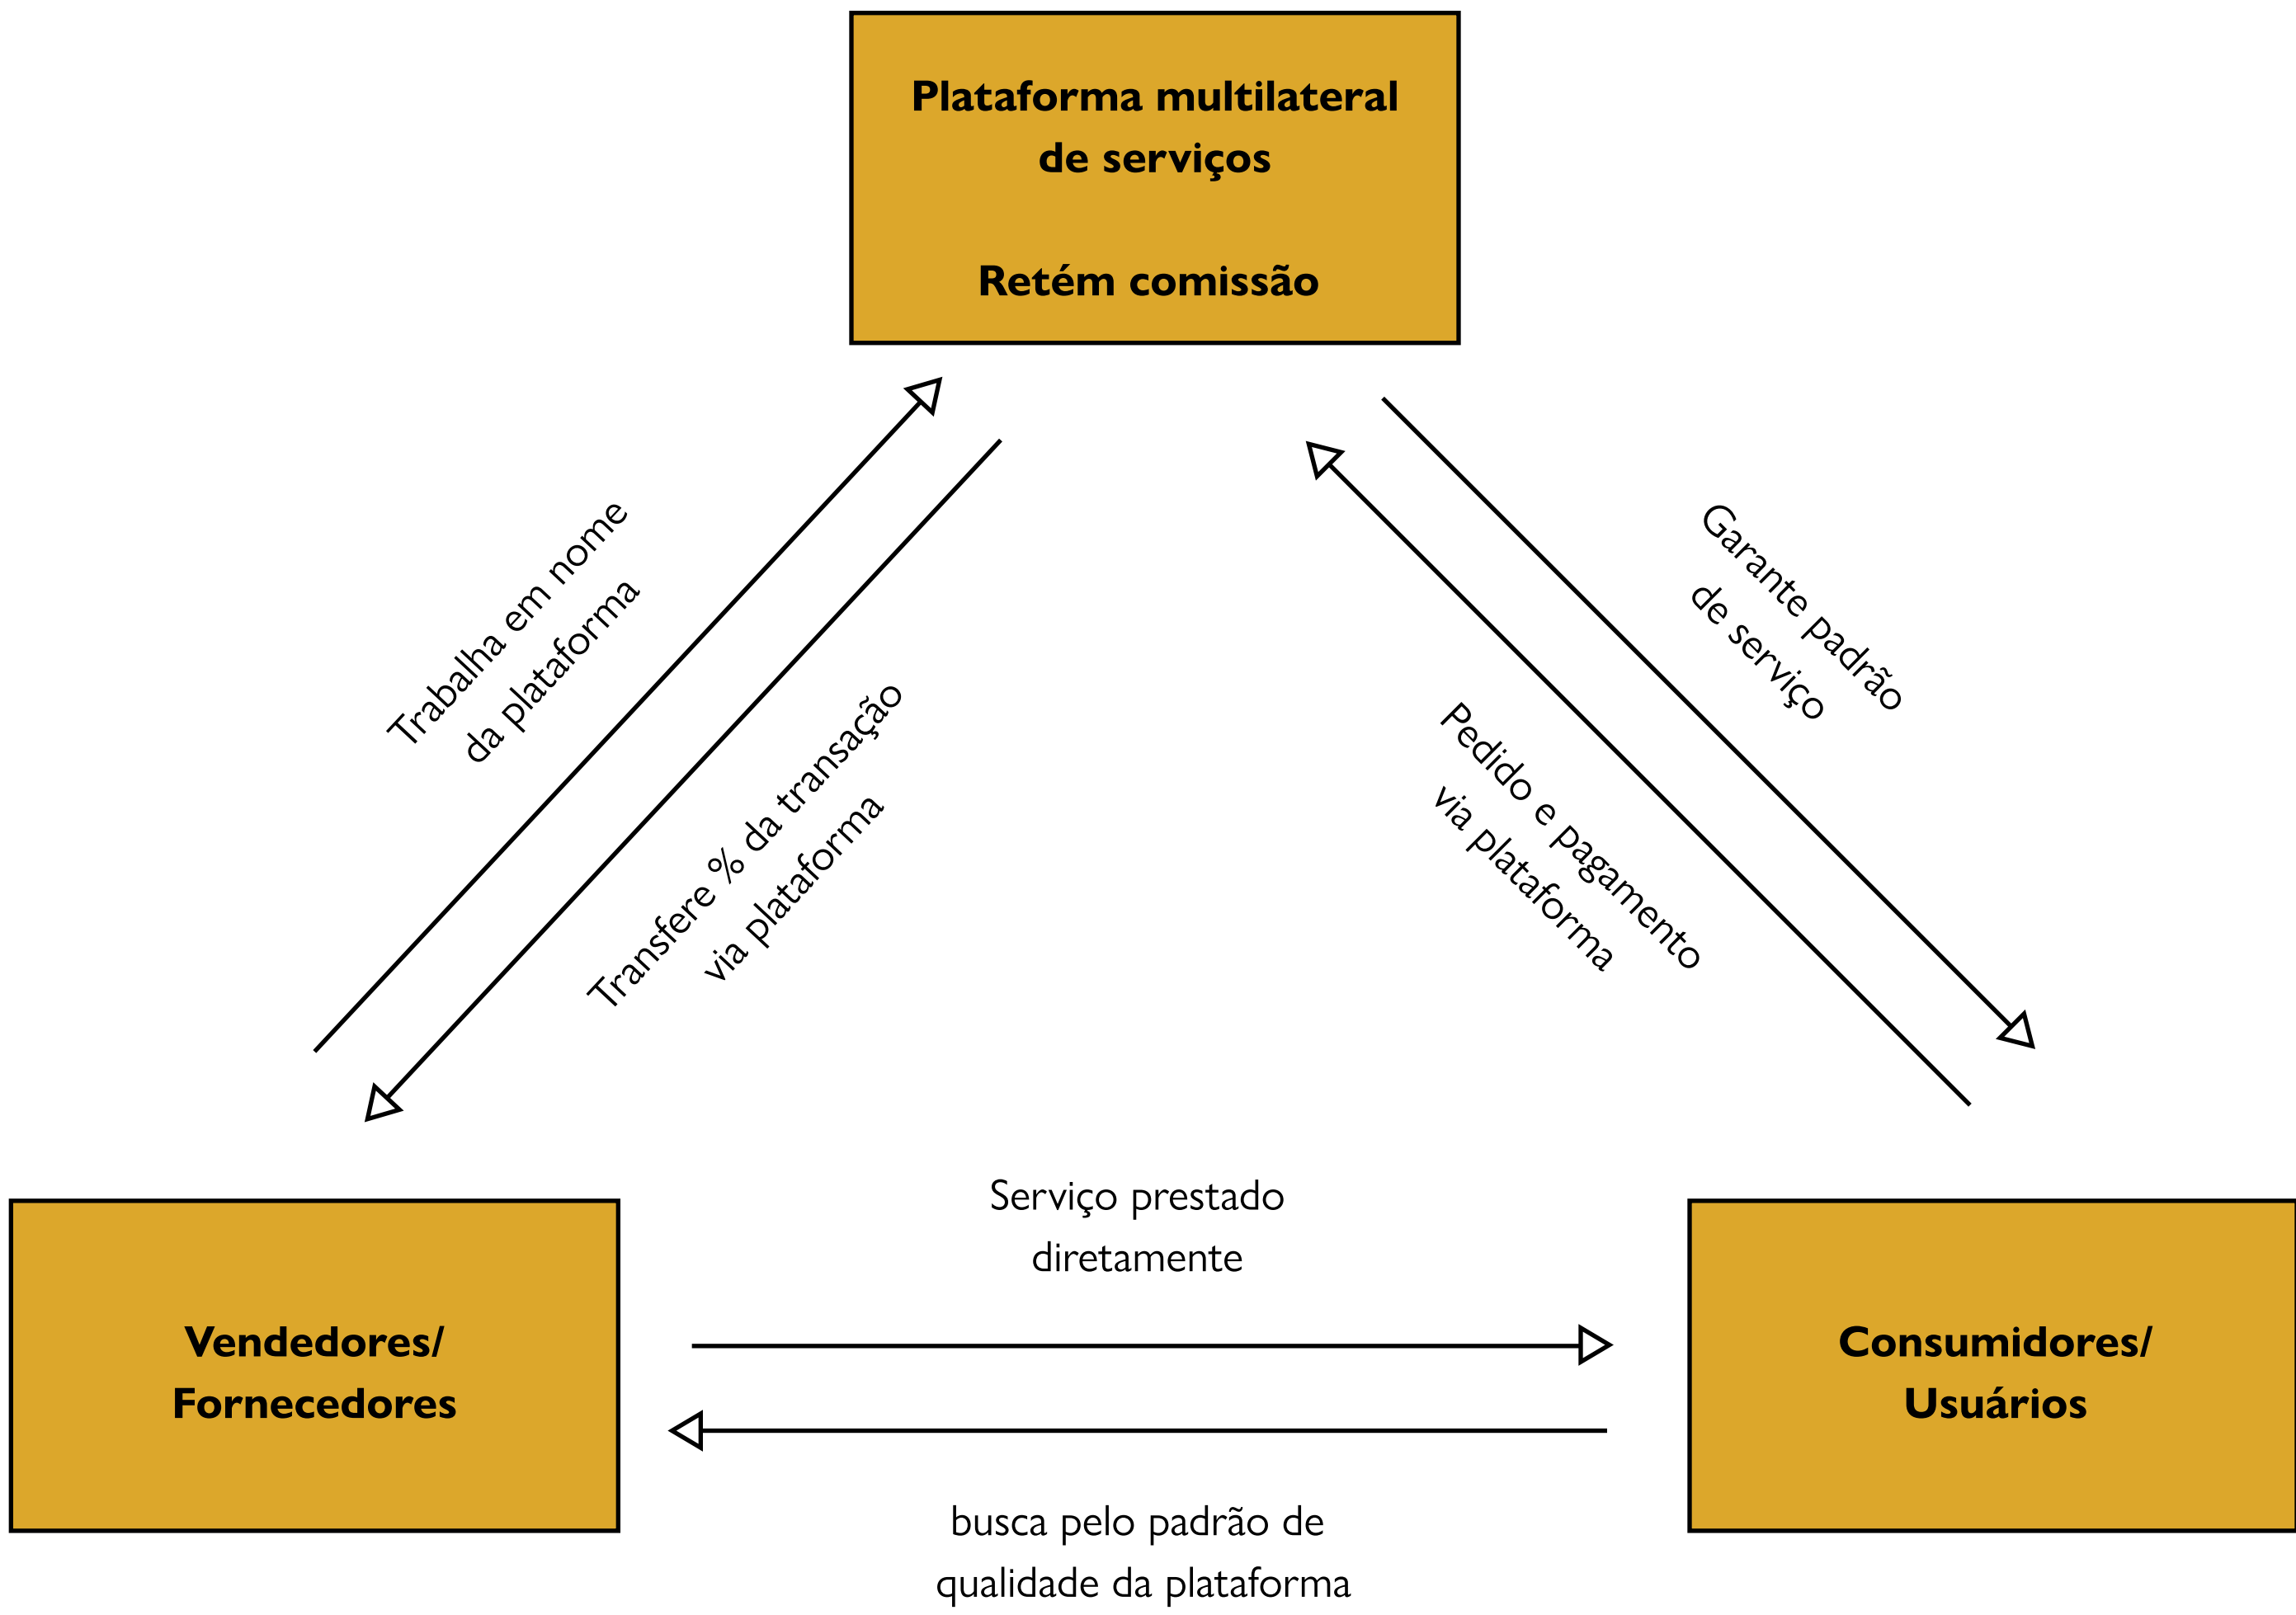 Plataforma multilateral
de serviços
Retém comissão
Trabalha em nome
da plataforma
Transfere % da transação
via plataforma
Garante padrão
de serviço
Pedido e pagamento
via plataforma
Serviço prestado
diretamente
Vendedores/
Fornecedores
Consumidores/
Usuários
busca pelo padrão de
qualidade da plataforma